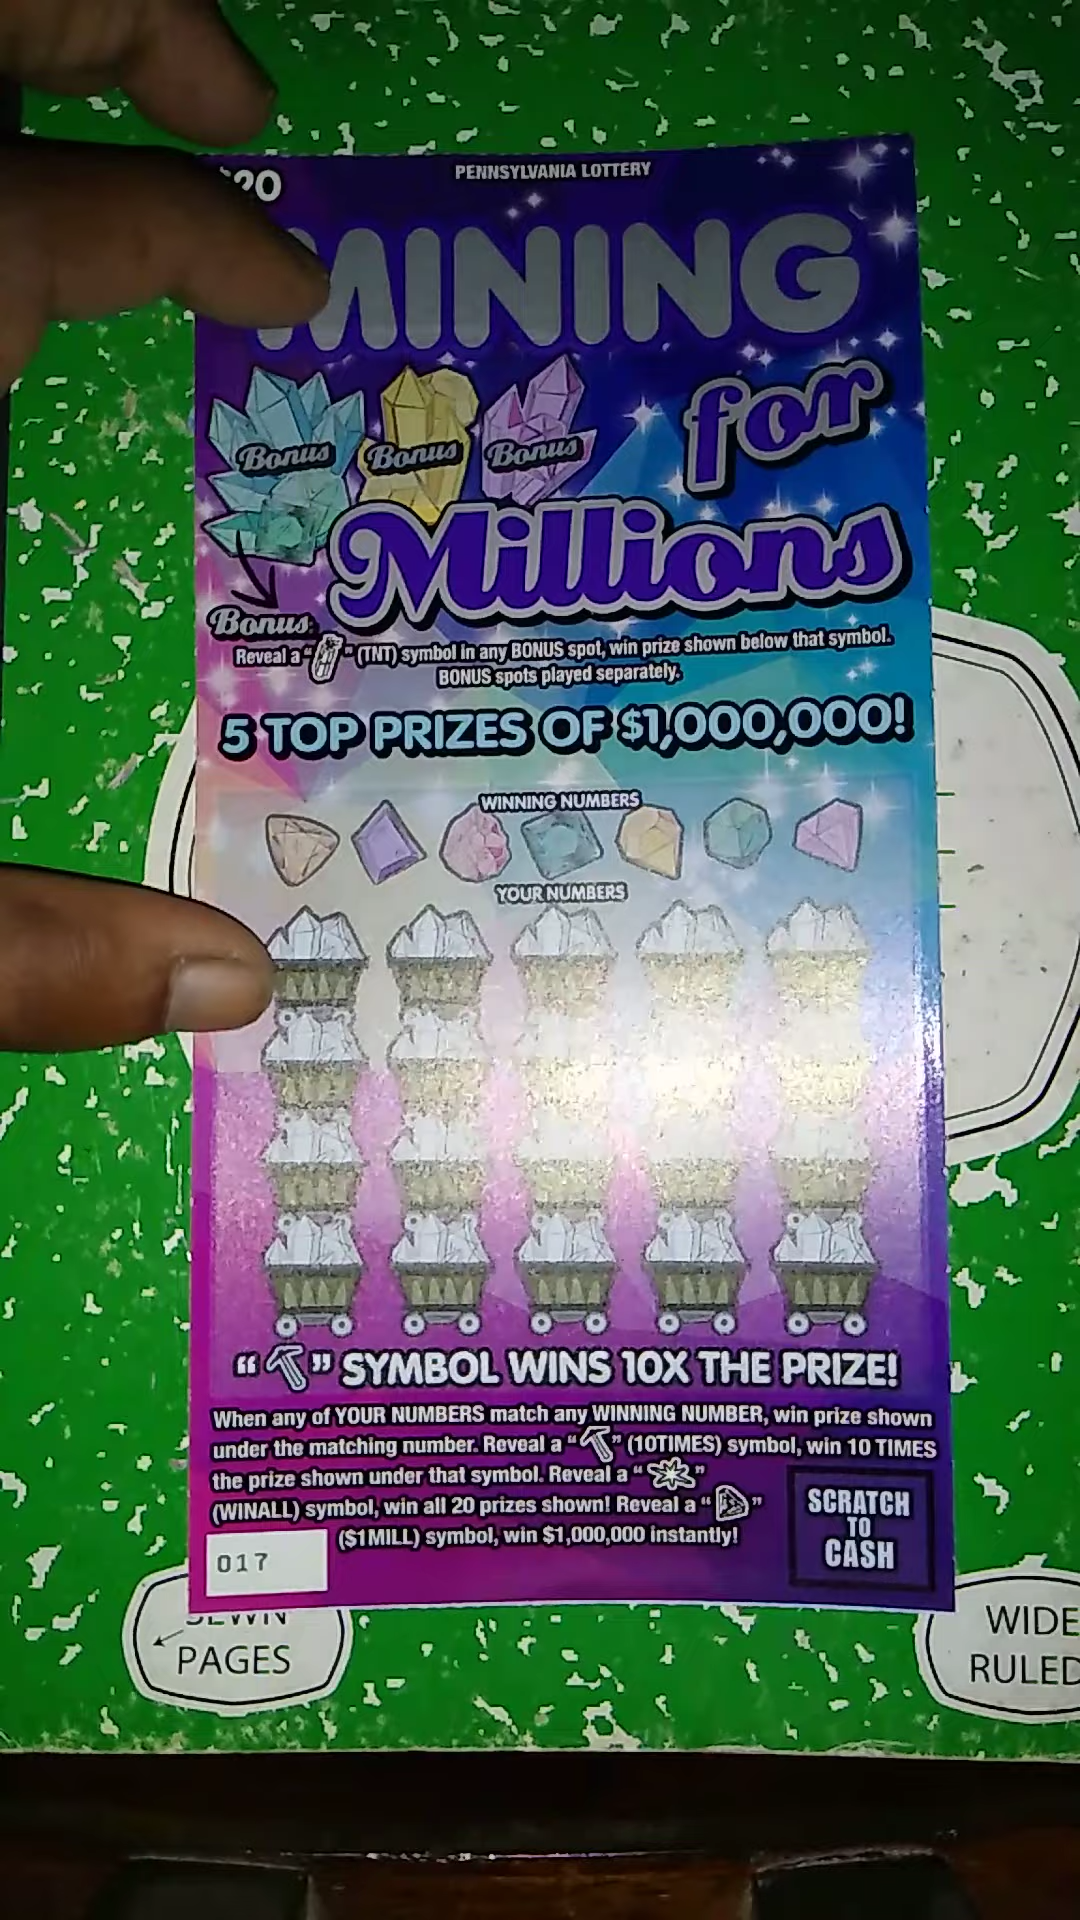 $20
PENNSYLVANIA LOTTERY
MINING
for
Millions
Bonus Bonus Bonus
Bonus:
Reveal a " " (TNT) symbol in any BONUS spot, win prize shown below that symbol.
BONUS spots played separately.
5 TOP PRIZES OF $1,000,000!
WINNING NUMBERS
YOUR NUMBERS
" " SYMBOL WINS 10X THE PRIZE!
When any of YOUR NUMBERS match any WINNING NUMBER, win prize shown
under the matching number. Reveal a " " (10TIMES) symbol, win 10 TIMES
the prize shown under that symbol. Reveal a " "
(WINALL) symbol, win all 20 prizes shown! Reveal a " "
($1MILL) symbol, win $1,000,000 instantly!
SCRATCH
TO
CASH
017
SEWN
PAGES
WIDE
RULED